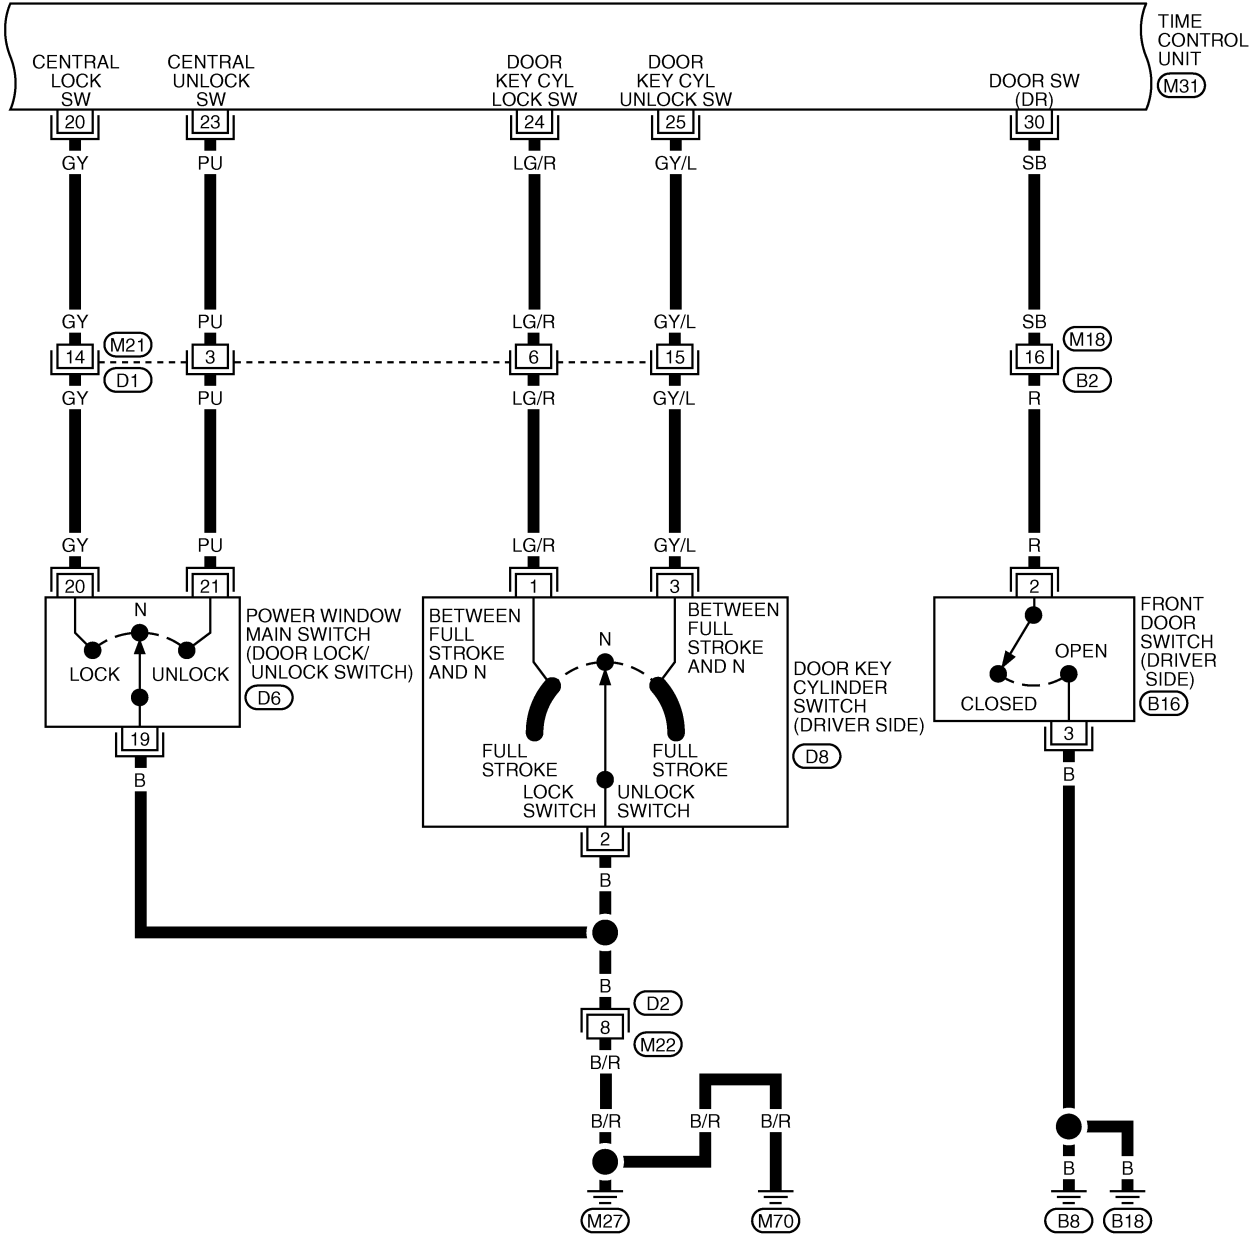 TIME
CONTROL
UNIT
M31
CENTRAL
LOCK
SW
CENTRAL
UNLOCK
SW
DOOR
KEY CYL
LOCK SW
DOOR
KEY CYL
UNLOCK SW
DOOR SW
(DR)
20
23
24
25
30
GY
PU
LG/R
GY/L
SB
GY
PU
LG/R
GY/L
SB
14
M21
D1
3
6
15
16
M18
B2
GY
PU
LG/R
GY/L
R
GY
PU
LG/R
GY/L
R
20
21
1
3
2
N
LOCK
UNLOCK
POWER WINDOW
MAIN SWITCH
(DOOR LOCK/
UNLOCK SWITCH)
D6
19
B
BETWEEN
FULL
STROKE
AND N
N
BETWEEN
FULL
STROKE
AND N
FULL
STROKE
FULL
STROKE
LOCK
SWITCH
UNLOCK
SWITCH
DOOR KEY
CYLINDER
SWITCH
(DRIVER SIDE)
D8
2
B
OPEN
CLOSED
FRONT
DOOR
SWITCH
(DRIVER
SIDE)
B16
3
B
B
D2
8
M22
B/R
B/R
B/R
B/R
B
B
M27
M70
B8
B18